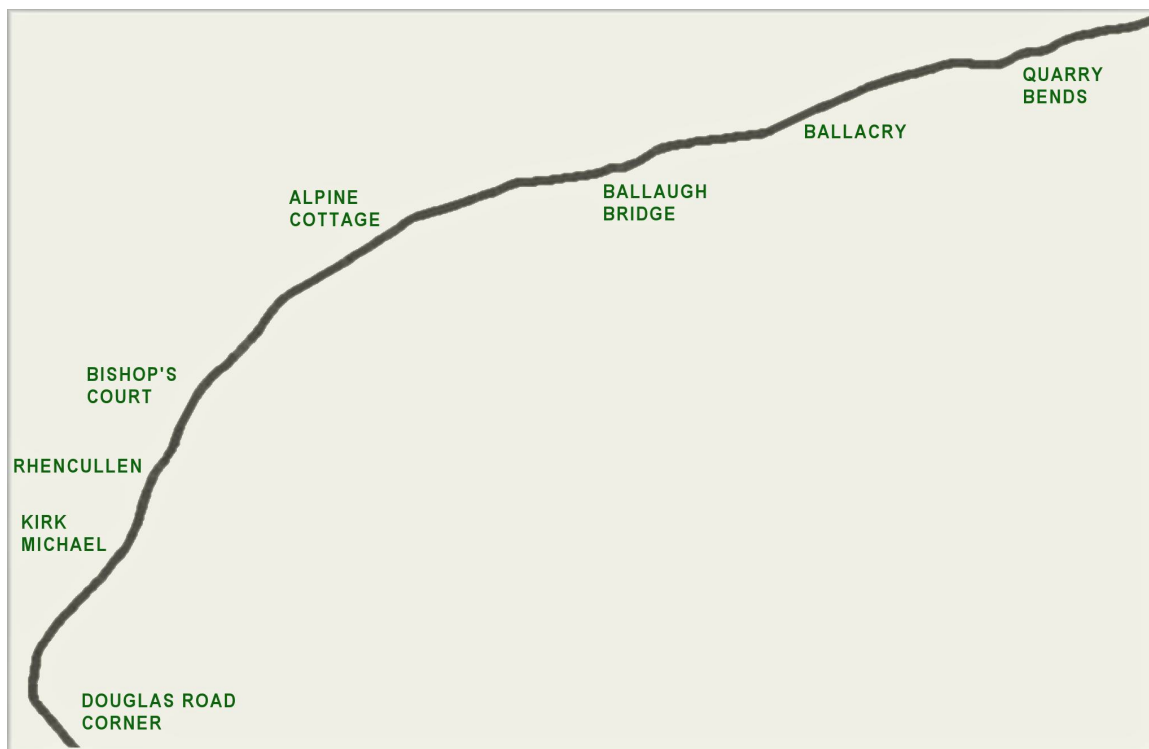 QUARRY
BENDS
BALLACRY
BALLAUGH
BRIDGE
ALPINE
COTTAGE
BISHOP'S
COURT
RHENCULLEN
KIRK
MICHAEL
DOUGLAS ROAD
CORNER